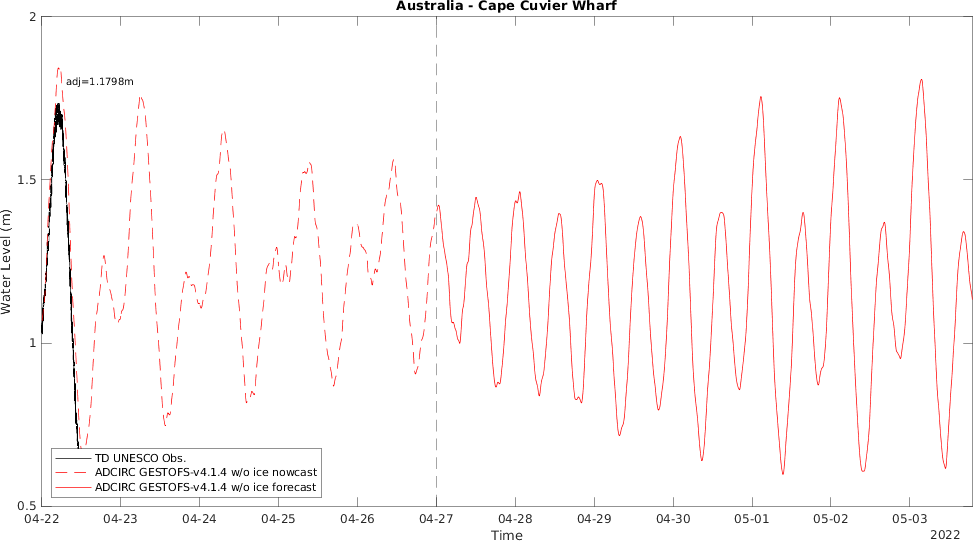 Australia - Cape Cuvier Wharf
2
adj=1.1798m
1.5
Water Level (m)
1
TD UNESCO Obs.
ADCIRC GESTOFS-v4.1.4 w/o ice nowcast
ADCIRC GESTOFS-v4.1.4 w/o ice forecast
0.5
04-22 04-23 04-24 04-25 04-26 04-27 04-28 04-29 04-30 05-01 05-02 05-03
Time
2022